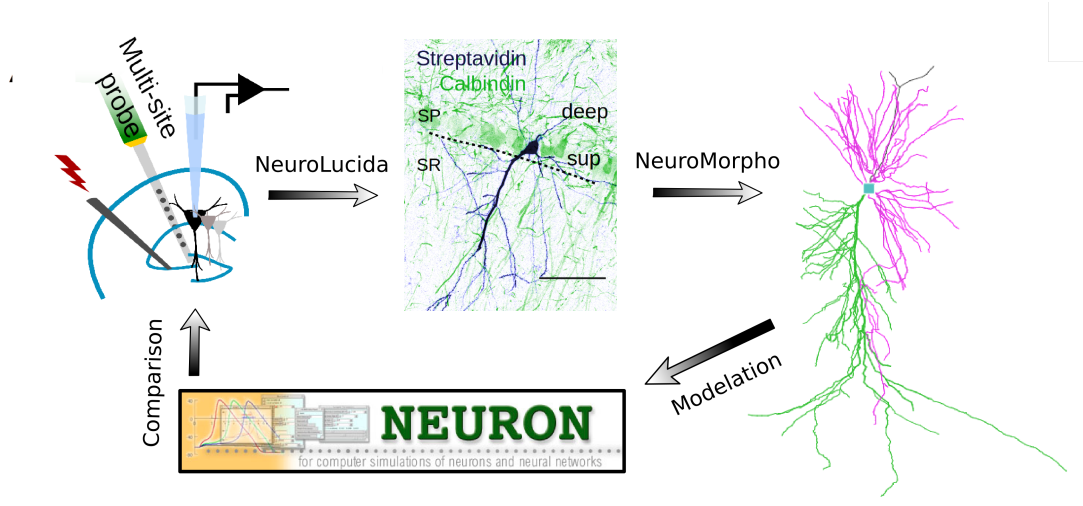 Multi-site
probe
NeuroLucida
Streptavidin
Calbindin
SP
deep
SR
sup
NeuroMorpho
Modelation
Comparison
NEURON
for computer simulations of neurons and neural networks